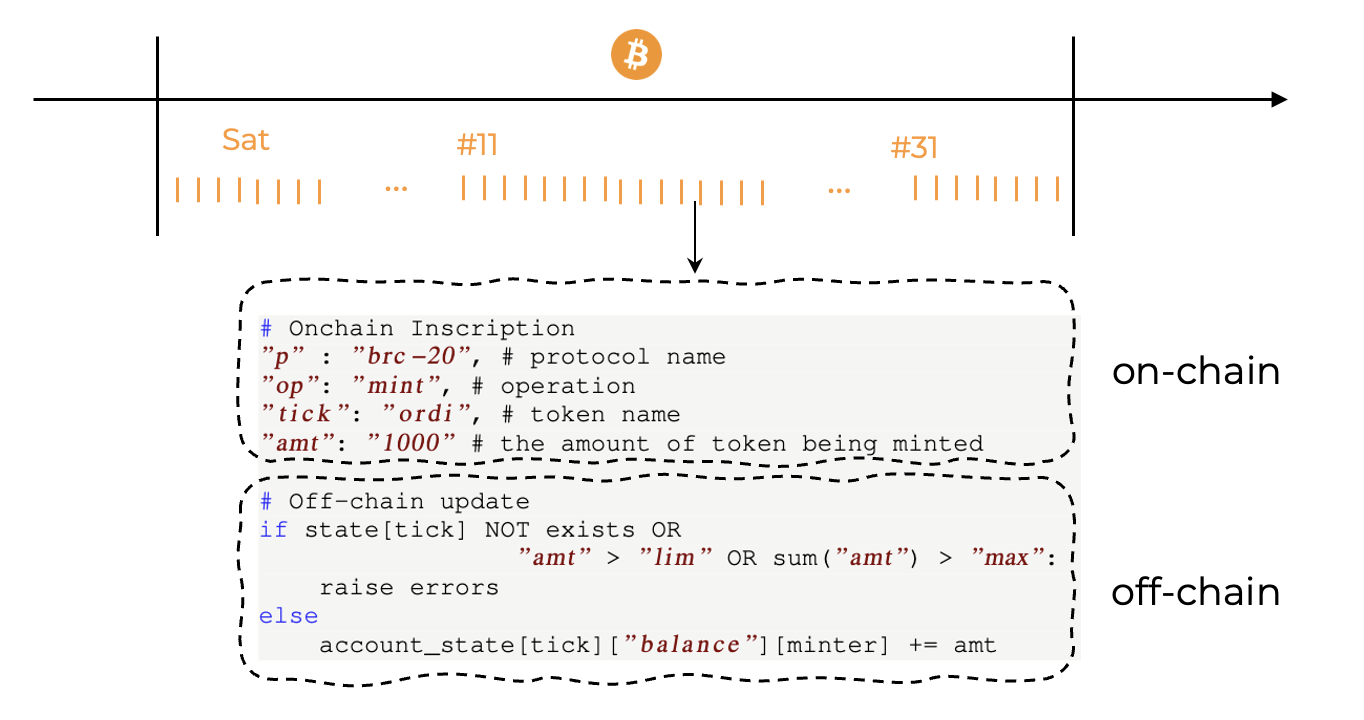 Sat
#11
#31
...
...
# Onchain Inscription
"p" : "brc-20", # protocol name
"op": "mint", # operation
"tick": "ordi", # token name
"amt": "1000" # the amount of token being minted
on-chain
# Off-chain update
if state[tick] NOT exists OR
"amt" > "lim" OR sum("amt") > "max":
raise errors
else
account_state[tick]["balance"][minter] += amt
off-chain